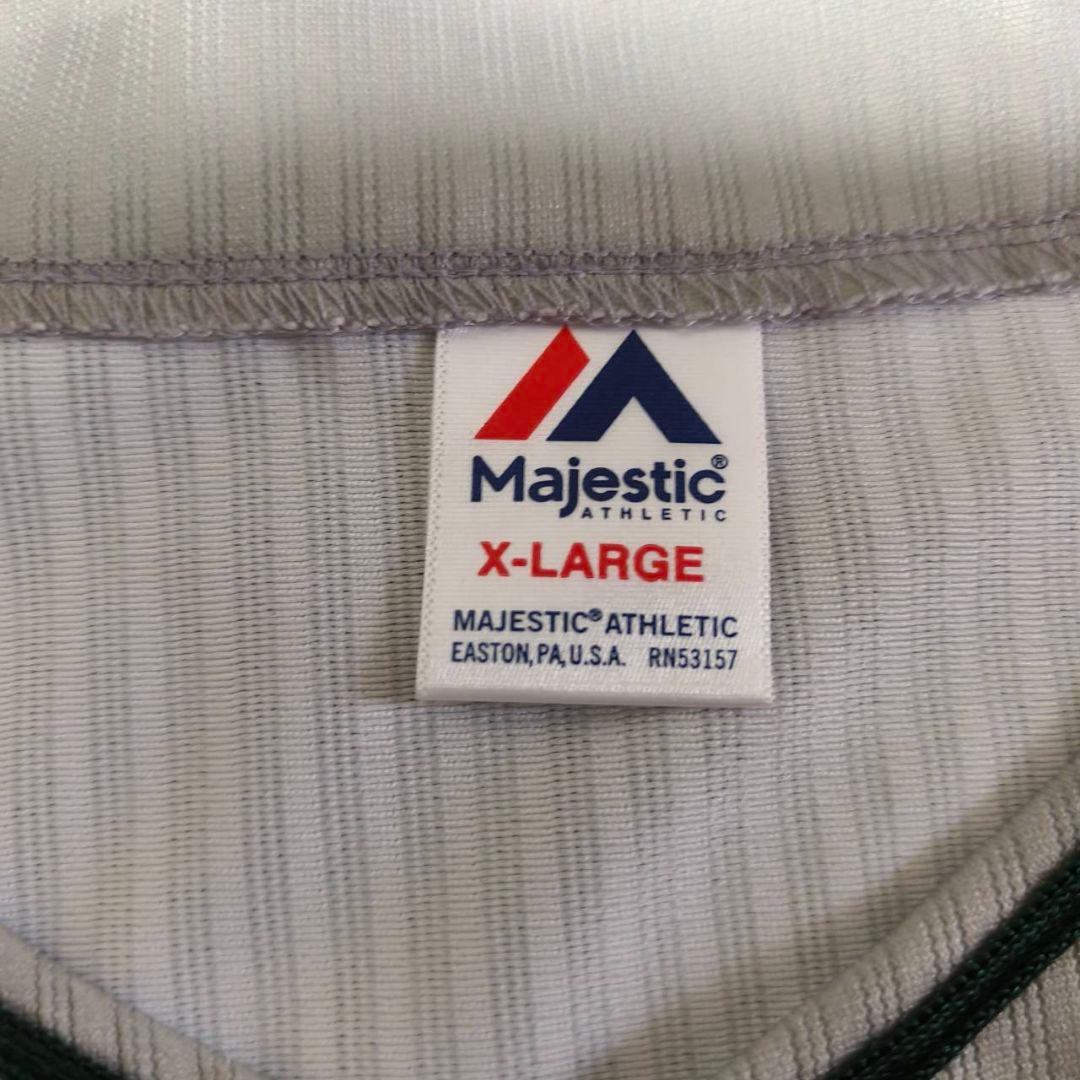 Majestic®
ATHLETIC
X-LARGE
MAJESTIC® ATHLETIC
EASTON, PA, U.S.A. RN53157